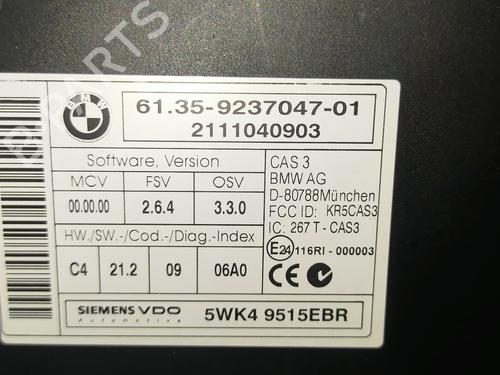 B-PARTS
BMW
61.35-9237047-01
2111040903
Software, Version
MCV FSV OSV
00.00.00 2.6.4 3.3.0
HW./SW.-/Cod.-/Diag.-Index
C4 21.2 09 06A0
CAS 3
BMW AG
D-80788München
FCC ID: KR5CAS3
IC: 267 T - CAS3
E24 116RI - 000003
CE
SIEMENS VDO
Automotive
5WK4 9515EBR